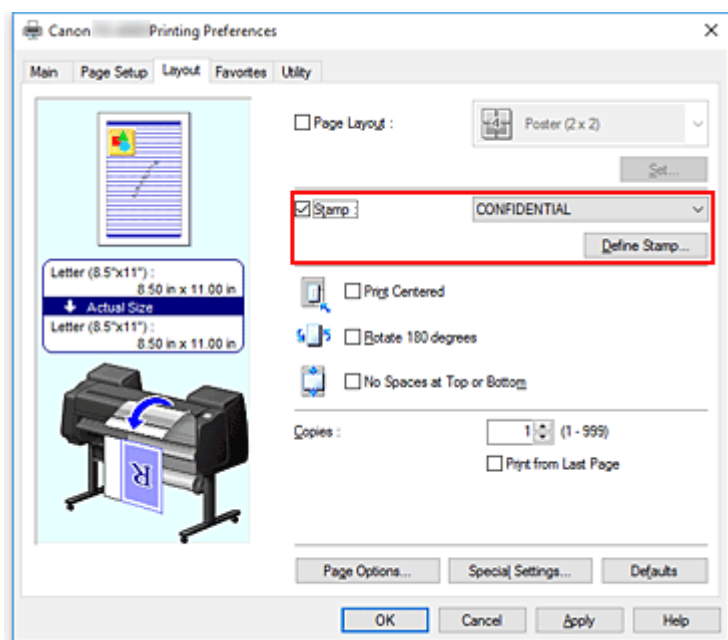 Canon Printing Preferences
Main Page Setup Layout Favorites Utility
Page Layout :
4
Poster (2 x 2)
Set...
Stamp :
CONFIDENTIAL
Define Stamp...
Letter (8.5"x11") :
8.50 in x 11.00 in
Actual Size
Letter (8.5"x11") :
8.50 in x 11.00 in
Print Centered
Rotate 180 degrees
No Spaces at Top or Bottom
R
Copies :
1 (1 - 999)
Print from Last Page
Page Options... Special Settings... Defaults
OK Cancel Apply Help